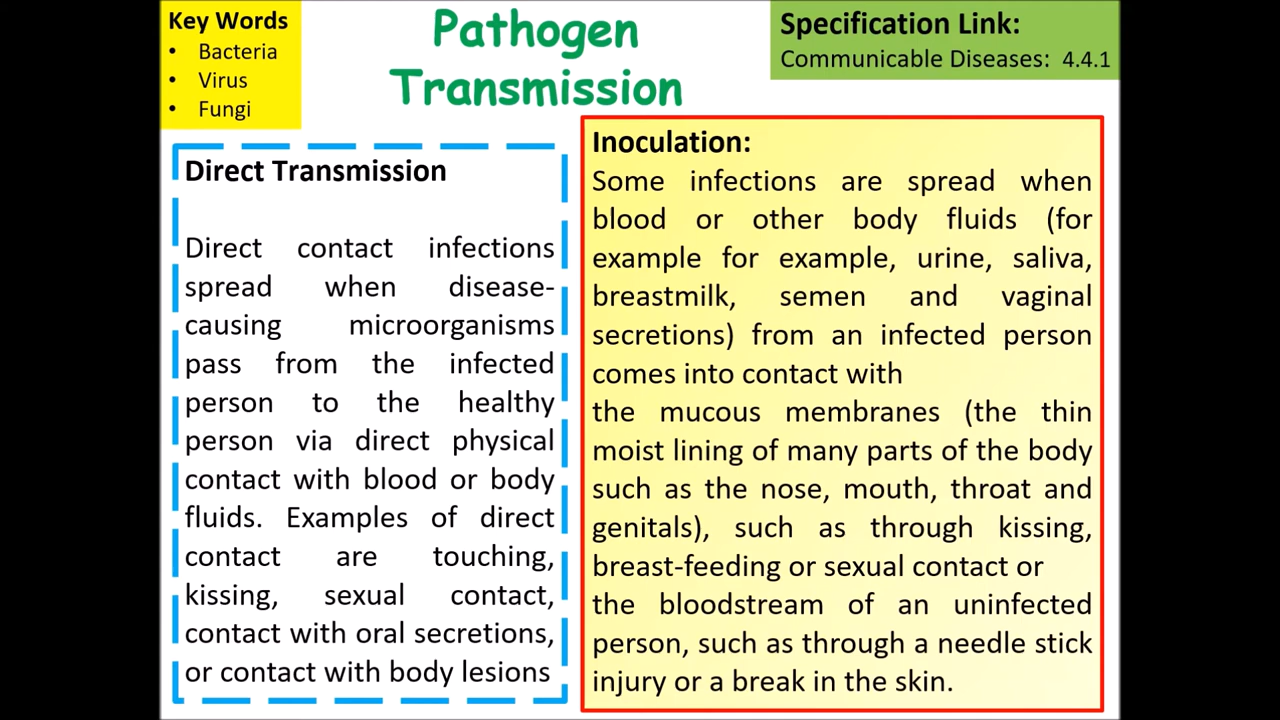 Key Words
• Bacteria
• Virus
• Fungi
Pathogen
Transmission
Specification Link:
Communicable Diseases: 4.4.1
Direct Transmission
Direct contact infections
spread when disease-
causing microorganisms
pass from the infected
person to the healthy
person via direct physical
contact with blood or body
fluids. Examples of direct
contact are touching,
kissing, sexual contact,
contact with oral secretions,
or contact with body lesions
Inoculation:
Some infections are spread when
blood or other body fluids (for
example for example, urine, saliva,
breastmilk, semen and vaginal
secretions) from an infected person
comes into contact with
the mucous membranes (the thin
moist lining of many parts of the body
such as the nose, mouth, throat and
genitals), such as through kissing,
breast-feeding or sexual contact or
the bloodstream of an uninfected
person, such as through a needle stick
injury or a break in the skin.